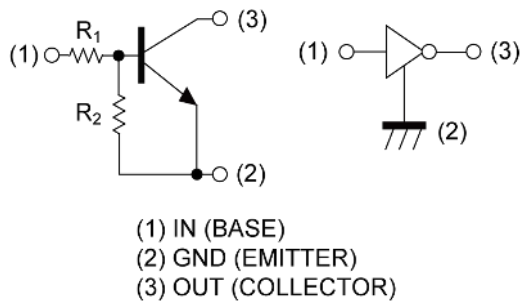 R1
(1)
(3)
R2
(2)
(1)
(3)
(2)
(1) IN (BASE)
(2) GND (EMITTER)
(3) OUT (COLLECTOR)